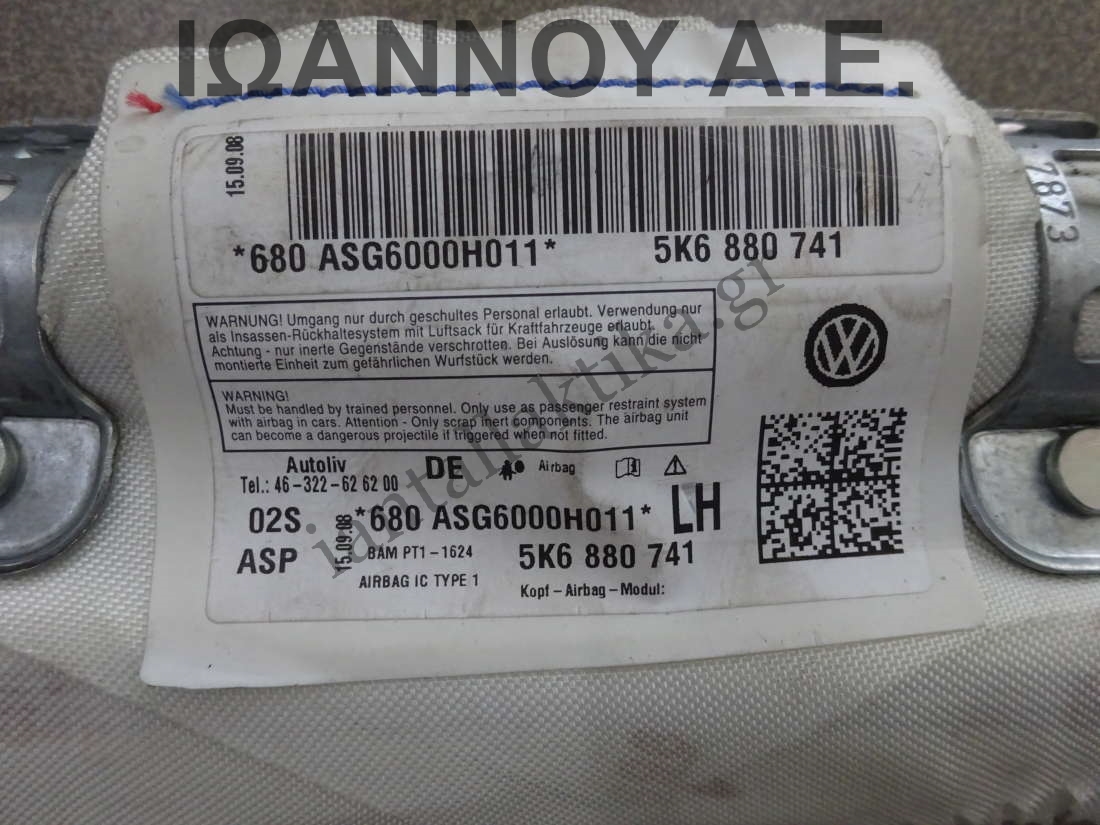 ΙΩΑΝΝΟΥ Α.Ε.
15.09.08
*680 ASG6000H011* 5K6 880 741
7873
WARNUNG! Umgang nur durch geschultes Personal erlaubt. Verwendung nur
als Insassen-Rückhaltesystem mit Luftsack für Kraftfahrzeuge erlaubt.
Achtung - nur inerte Gegenstände verschrotten. Bei Auslösung kann die nicht
montierte Einheit zum gefährlichen Wurfstück werden.
WARNING!
Must be handled by trained personnel. Only use as passenger restraint system
with airbag in cars. Attention - Only scrap inert components. The airbag unit
can become a dangerous projectile if triggered when not fitted.
Autoliv DE Airbag
Tel.: 46-322-6 26 2 00
02S 15.09.08 *680 ASG6000H011* LH
ASP BAM PT1-1624 5K6 880 741
AIRBAG IC TYPE 1 Kopf-Airbag-Modul:
iantallaktika.gr